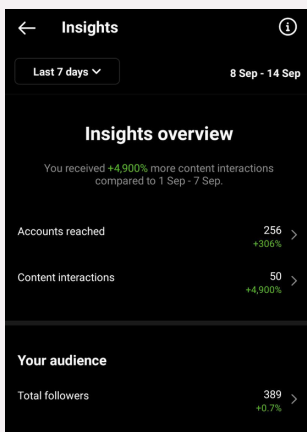 Insights
Last 7 days
8 Sep - 14 Sep
Insights overview
You received +4,900% more content interactions
compared to 1 Sep - 7 Sep.
Accounts reached 256
+306%
Content interactions 50
+4,900%
Your audience
Total followers 389
+0.7%